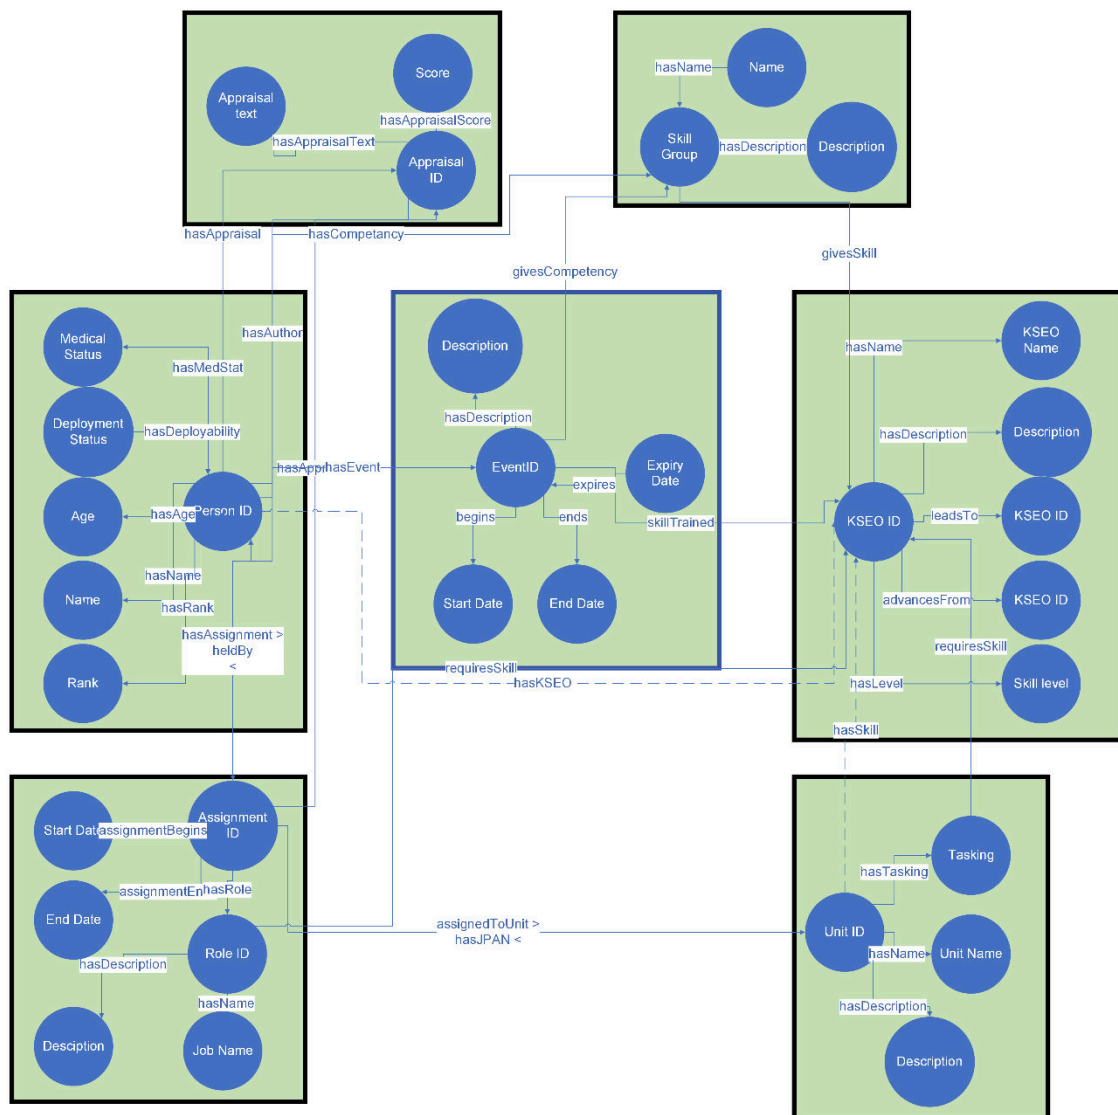 Score
Appraisal
text
hasAppraisalScore
hasAppraisalText
Appraisal
ID
hasName
Name
Skill
Group
hasDescription
Description
hasAppraisal
hasCompetancy
givesSkill
givesCompetency
Medical
Status
hasAuthor
hasMedStat
Deployment
Status
hasDeployability
Age
hasAge
Person ID
hasName
Name
hasRank
hasAssignment >
heldBy
<
Rank
Description
hasDescription
hasEvent
EventID
Expiry
Date
expires
begins
ends
skillTrained
Start Date
End Date
requiresSkill
hasKSEO
hasName
KSEO
Name
hasDescription
Description
KSEO ID
leadsTo
KSEO ID
advancesFrom
KSEO ID
requiresSkill
hasLevel
Skill level
hasSkill
Start Date
assignmentBegins
Assignment
ID
assignmentEn
hasRole
End Date
hasDescription
Role ID
hasName
Desciption
Job Name
assignedToUnit >
hasJPAN <
Tasking
hasTasking
Unit ID
hasName
Unit Name
hasDescription
Description